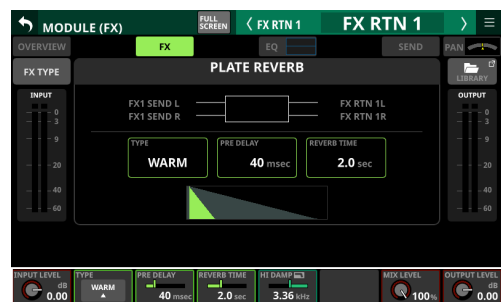 MODULE (FX)
FULL SCREEN
FX RTN 1
FX RTN 1
OVERVIEW
FX
EQ
SEND
PAN
FX TYPE
PLATE REVERB
LIBRARY
INPUT
OUTPUT
FX1 SEND L
FX RTN 1L
FX1 SEND R
FX RTN 1R
0
3
9
20
40
60
0
3
9
20
40
60
TYPE
WARM
PRE DELAY
40 msec
REVERB TIME
2.0 sec
INPUT LEVEL
dB
0.00
TYPE
WARM
PRE DELAY
40 msec
REVERB TIME
2.0 sec
HI DAMP
3.36 kHz
MIX LEVEL
100%
OUTPUT LEVEL
dB
0.00